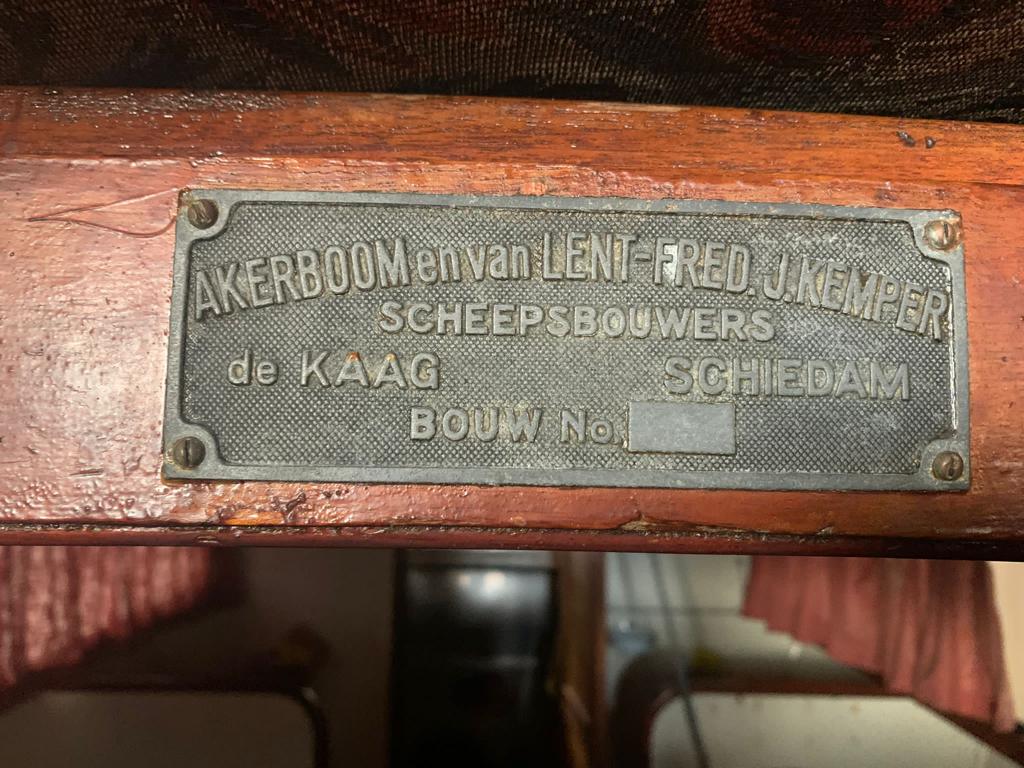 AKERBOOM en van LENT-FRED. J. KEMPER
SCHEEPSBOUWERS
de KAAG SCHIEDAM
BOUW No.